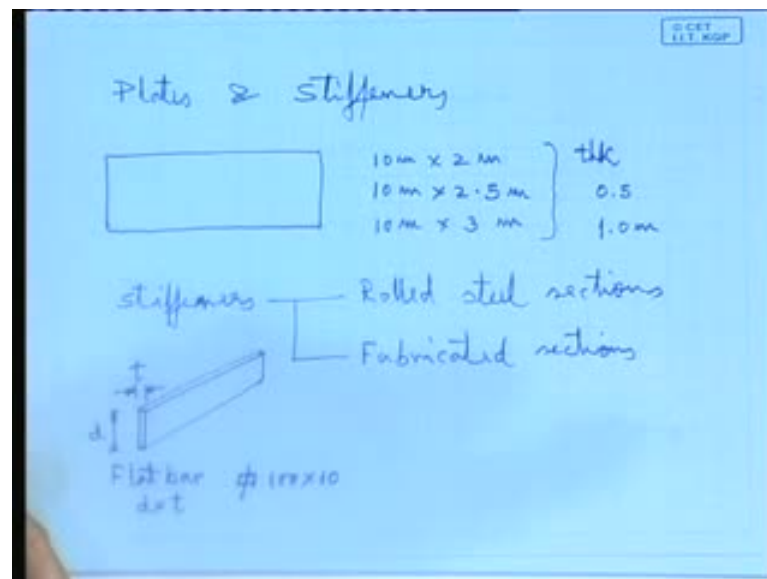 © CET
I.I.T. KGP
Plates & stiffeners
10 m x 2 m
10 m x 2.5 m
10 m x 3 m
thk
0.5
1.0 m
stiffeners
Rolled steel sections
Fabricated sections
t
d
Flat bar 100x10
dxt